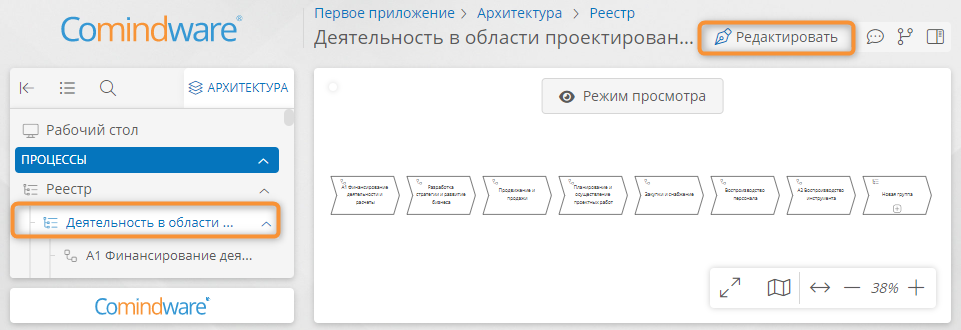 Comindware®
Первое приложение > Архитектура > Реестр
Деятельность в области проектирован...
Редактировать
АРХИТЕКТУРА
Рабочий стол
ПРОЦЕССЫ
Реестр
Деятельность в области ...
А1 Финансирование дея...
Comindware
Режим просмотра
А1 Финансирование
деятельности и
расчеты
Разработка
стратегии и развитие
бизнеса
Продвижение и
продажи
Планирование и
осуществление
проектных работ
Закупки и снабжение
Воспроизводство
персонала
А2 Воспроизводство
инструмента
Новая группа
38%